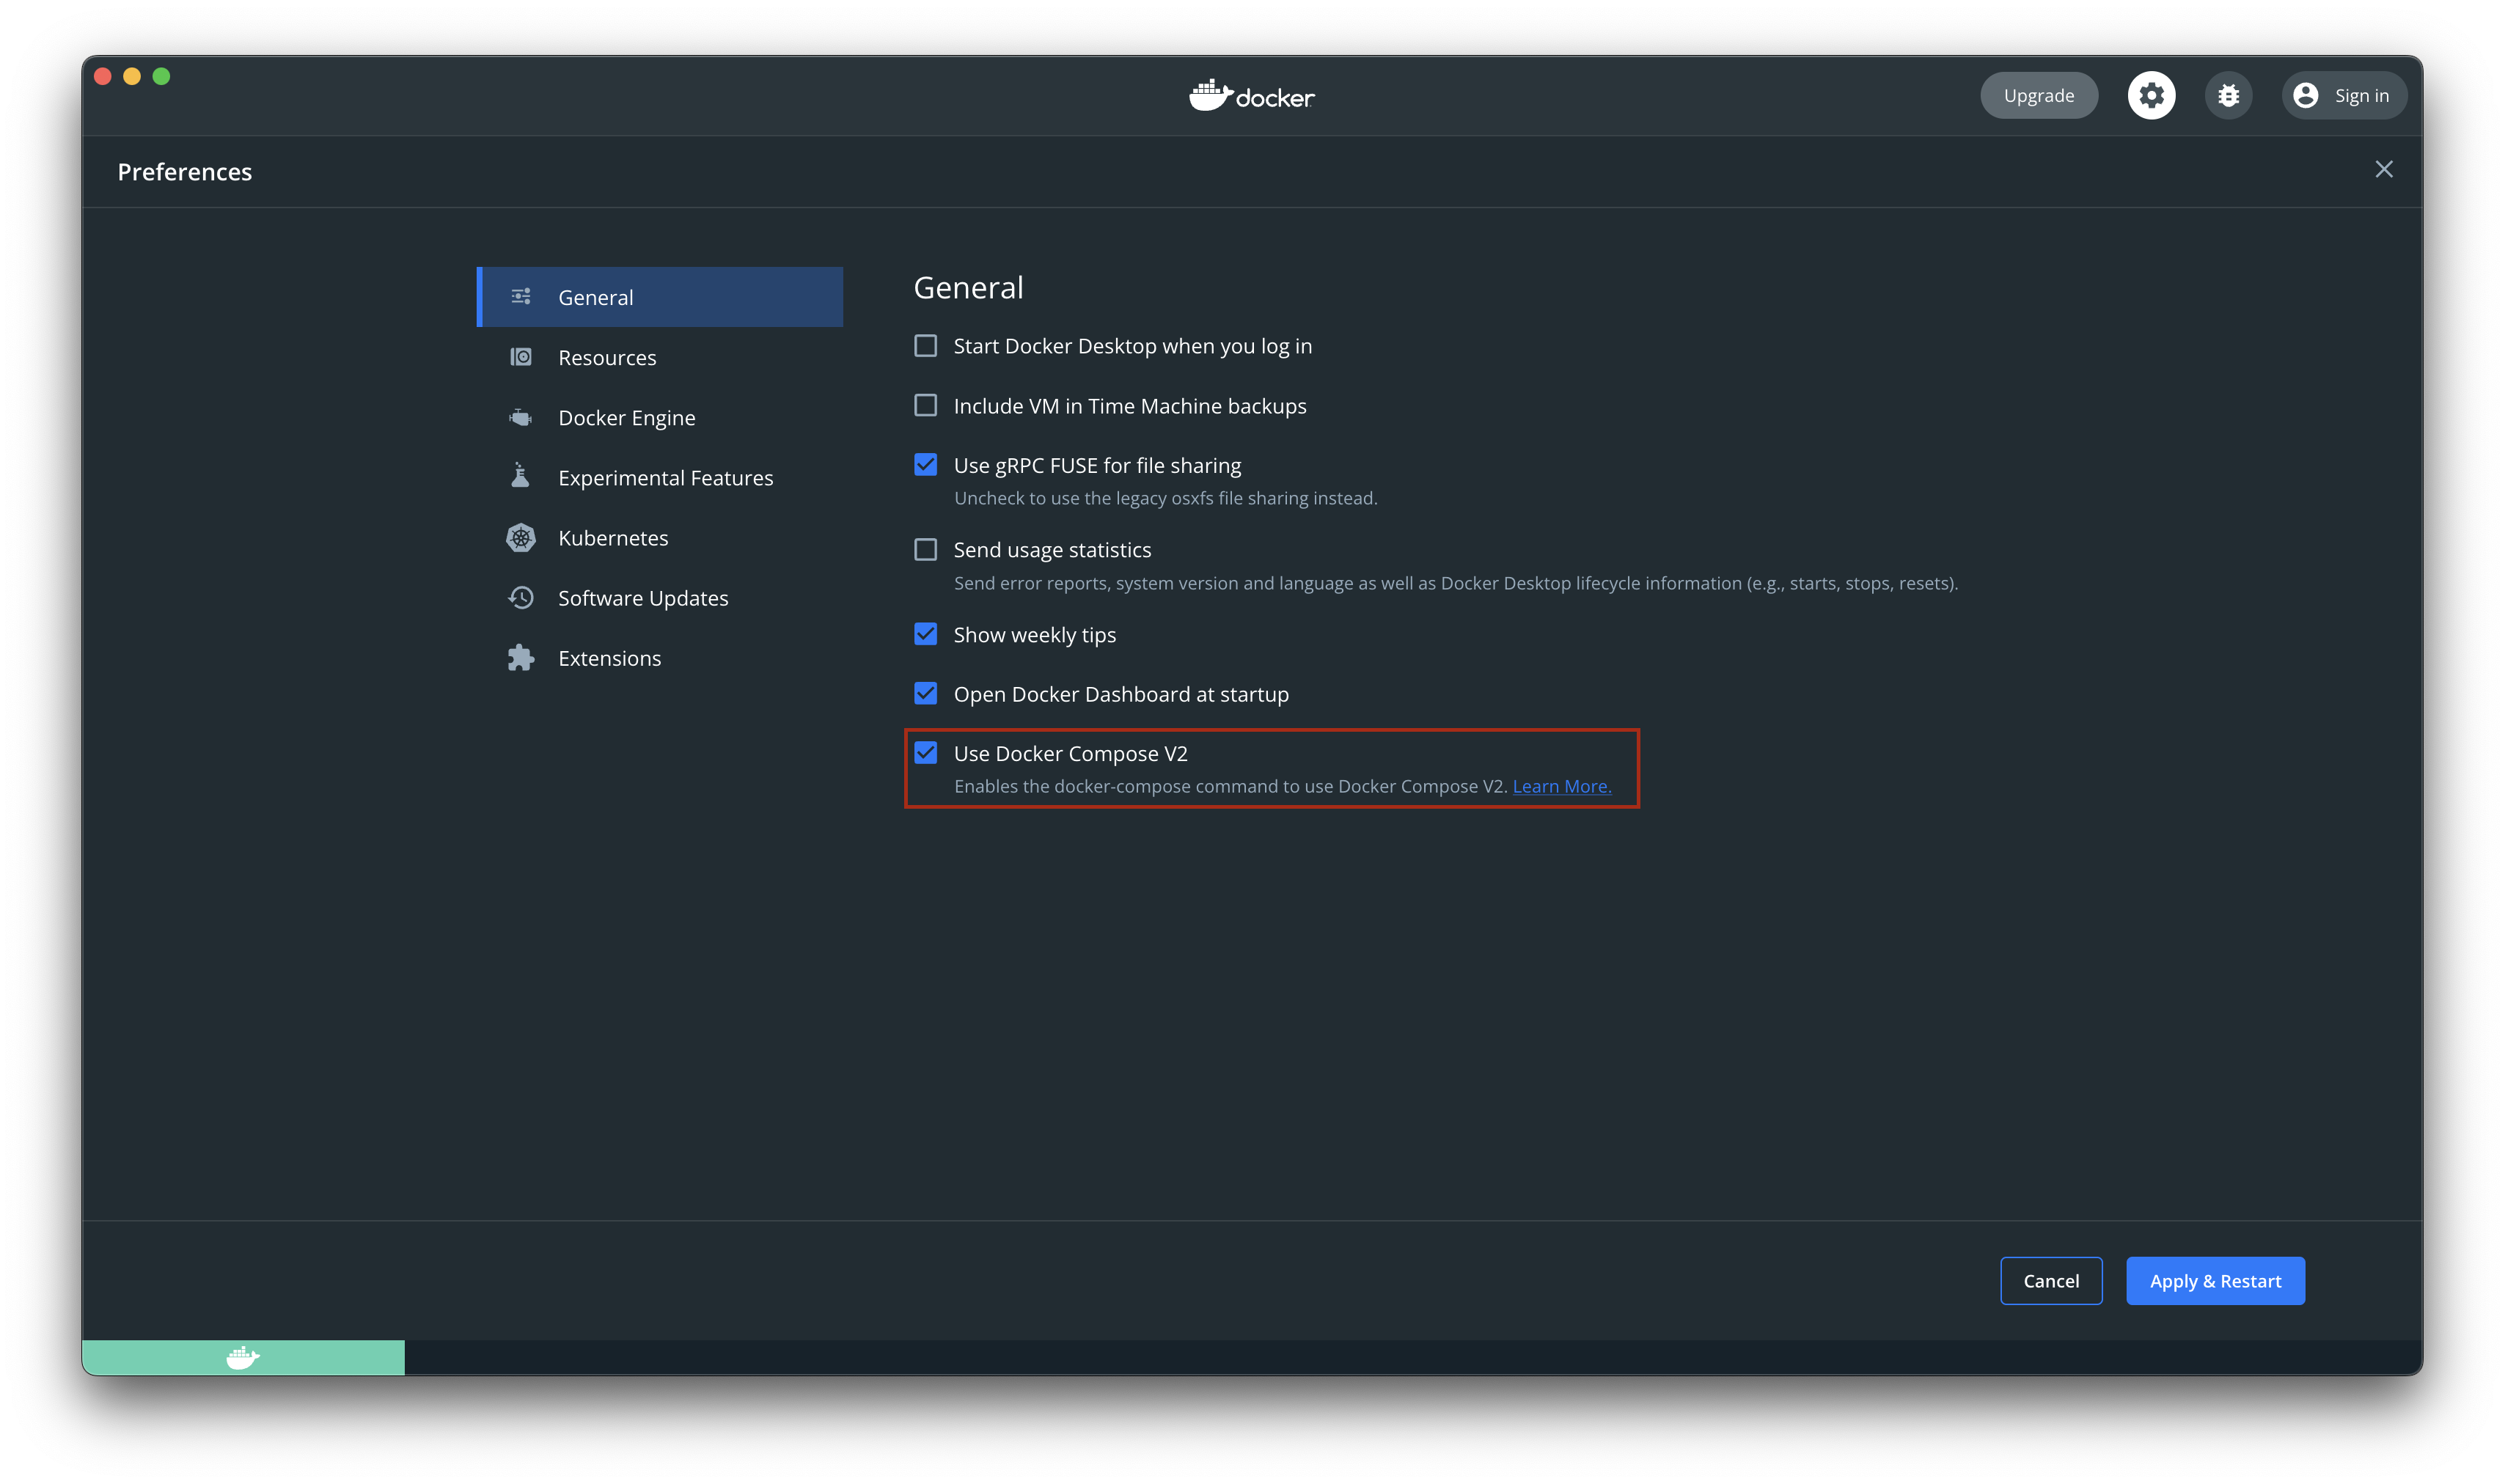 docker
Upgrade
Sign in
Preferences
General
Resources
Docker Engine
Experimental Features
Kubernetes
Software Updates
Extensions
General
Start Docker Desktop when you log in
Include VM in Time Machine backups
Use gRPC FUSE for file sharing
Uncheck to use the legacy osxfs file sharing instead.
Send usage statistics
Send error reports, system version and language as well as Docker Desktop lifecycle information (e.g., starts, stops, resets).
Show weekly tips
Open Docker Dashboard at startup
Use Docker Compose V2
Enables the docker-compose command to use Docker Compose V2. Learn More.
Cancel
Apply & Restart